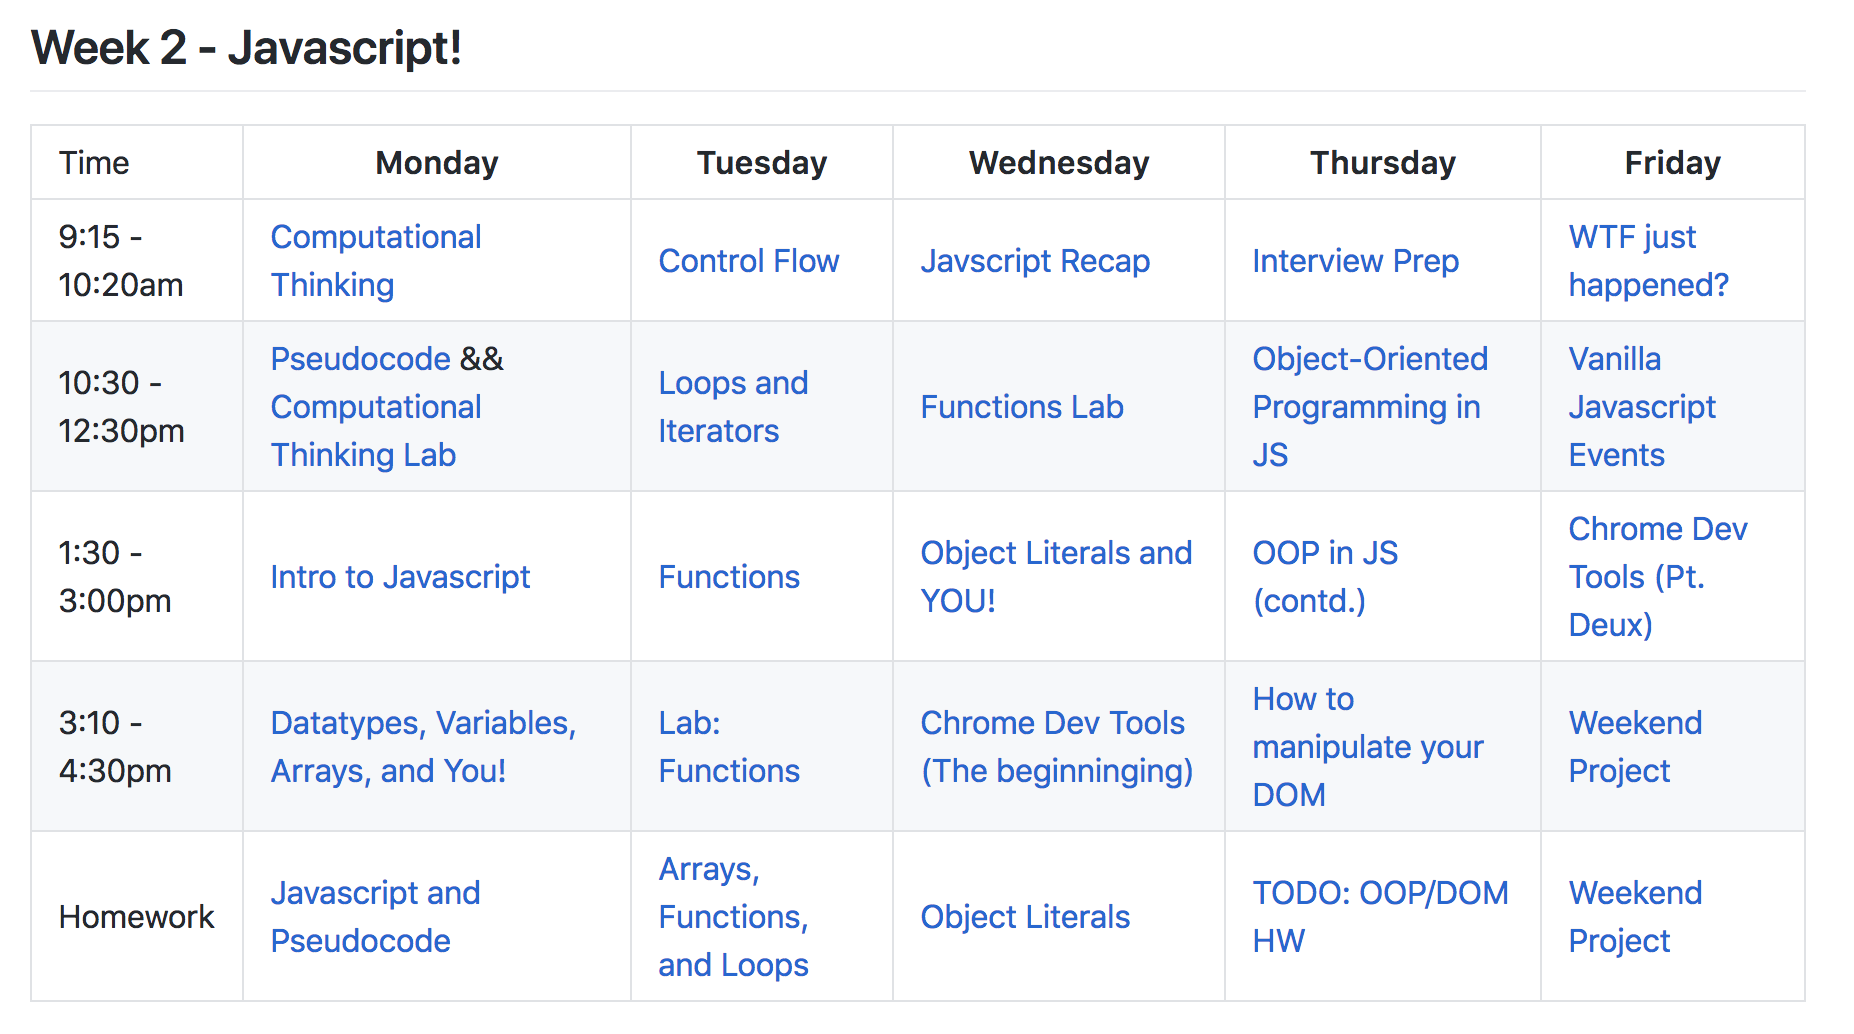 Week 2 - Javascript!
Time
Monday
Tuesday
Wednesday
Thursday
Friday
9:15 -
10:20am
Computational
Thinking
Control Flow
Javscript Recap
Interview Prep
WTF just
happened?
10:30 -
12:30pm
Pseudocode &&
Computational
Thinking Lab
Loops and
Iterators
Functions Lab
Object-Oriented
Programming in
JS
Vanilla
Javascript
Events
1:30 -
3:00pm
Intro to Javascript
Functions
Object Literals and
YOU!
OOP in JS
(contd.)
Chrome Dev
Tools (Pt.
Deux)
3:10 -
4:30pm
Datatypes, Variables,
Arrays, and You!
Lab:
Functions
Chrome Dev Tools
(The beginninging)
How to
manipulate your
DOM
Weekend
Project
Homework
Javascript and
Pseudocode
Arrays,
Functions,
and Loops
Object Literals
TODO: OOP/DOM
HW
Weekend
Project